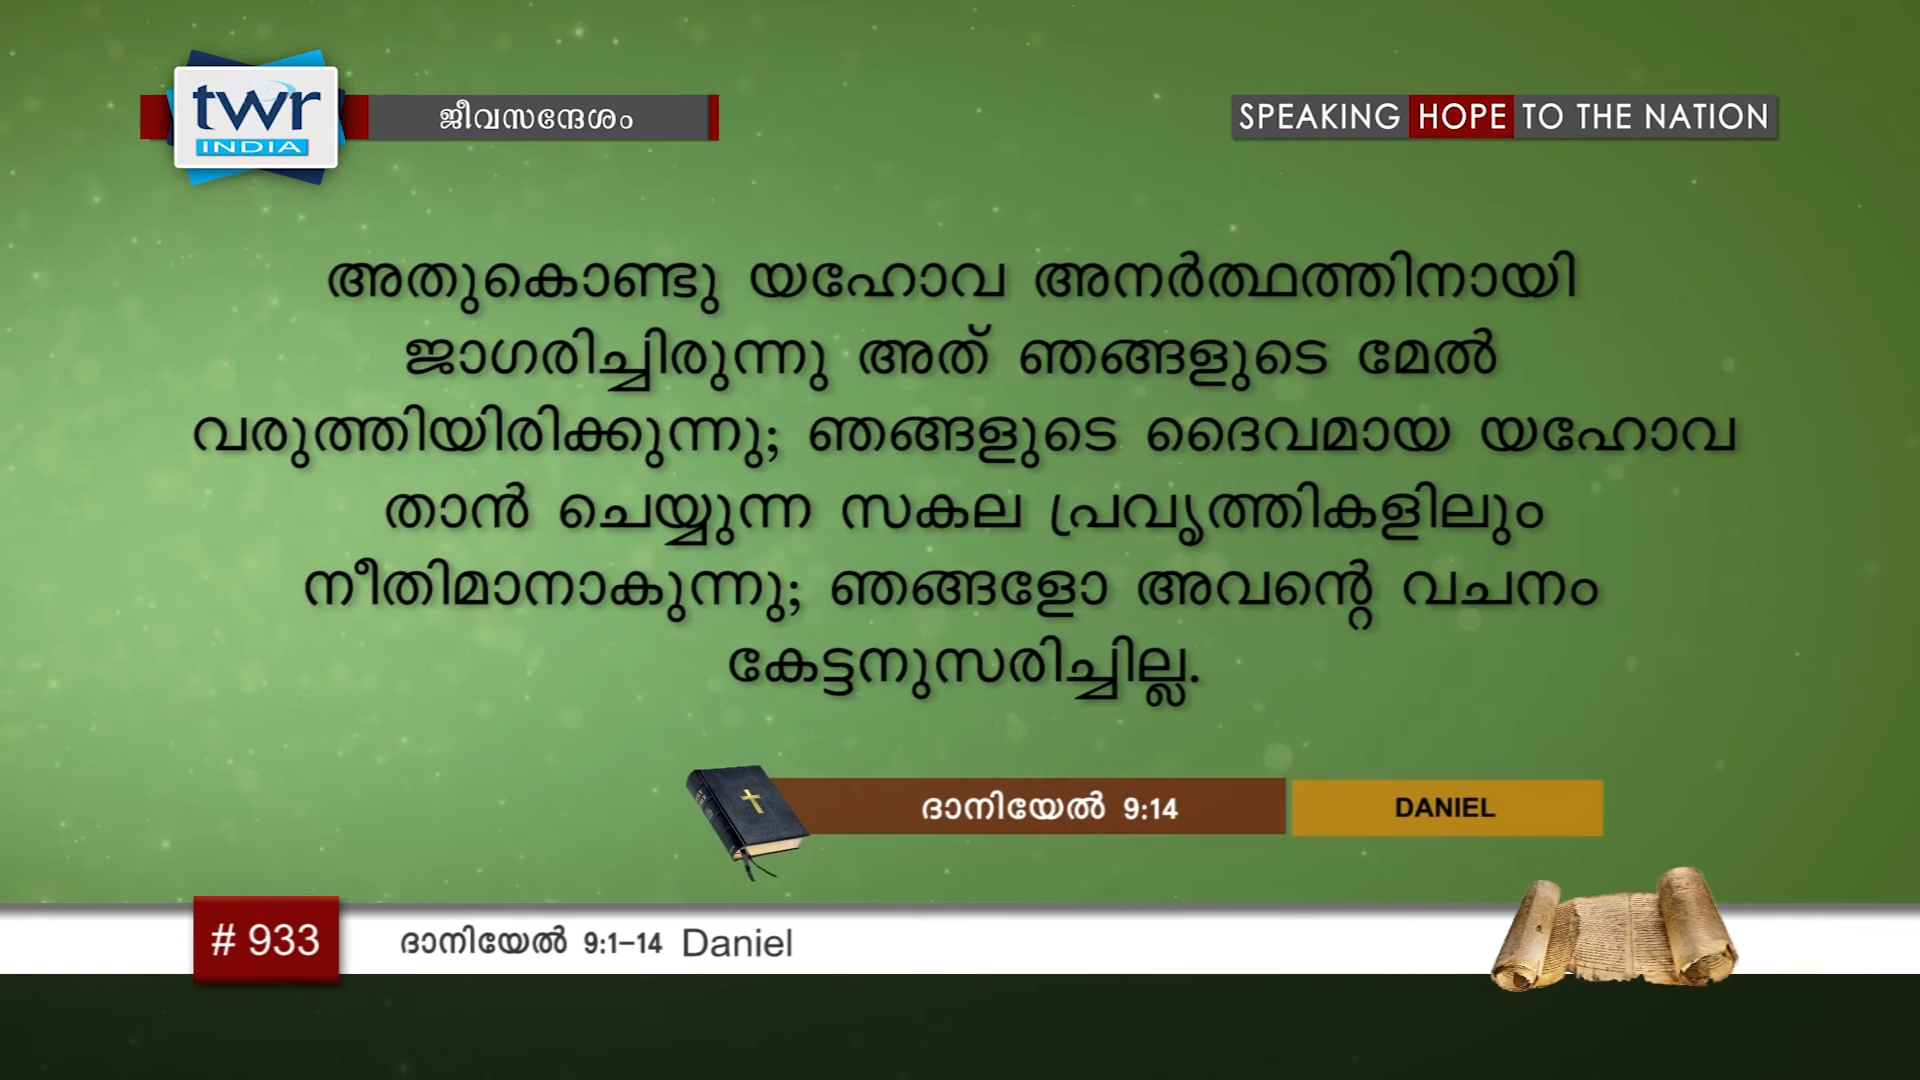 twr
INDIA
ജീവസന്ദേശം
SPEAKING HOPE TO THE NATION
അതുകൊണ്ടു യഹോവ അനർത്ഥത്തിനായി
ജാഗരിച്ചിരുന്നു അത് ഞങ്ങളുടെ മേൽ
വരുത്തിയിരിക്കുന്നു; ഞങ്ങളുടെ ദൈവമായ യഹോവ
താൻ ചെയ്യുന്ന സകല പ്രവൃത്തികളിലും
നീതിമാനാകുന്നു; ഞങ്ങളോ അവന്റെ വചനം
കേട്ടനുസരിച്ചില്ല.
ദാനിയേൽ 9:14
DANIEL
# 933
ദാനിയേൽ 9:1-14 Daniel